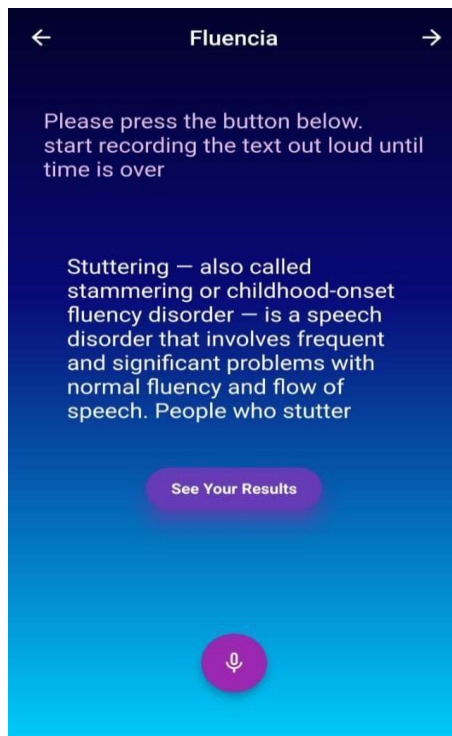 Fluencia
Please press the button below.
start recording the text out loud until
time is over
Stuttering — also called
stammering or childhood-onset
fluency disorder — is a speech
disorder that involves frequent
and significant problems with
normal fluency and flow of
speech. People who stutter
See Your Results